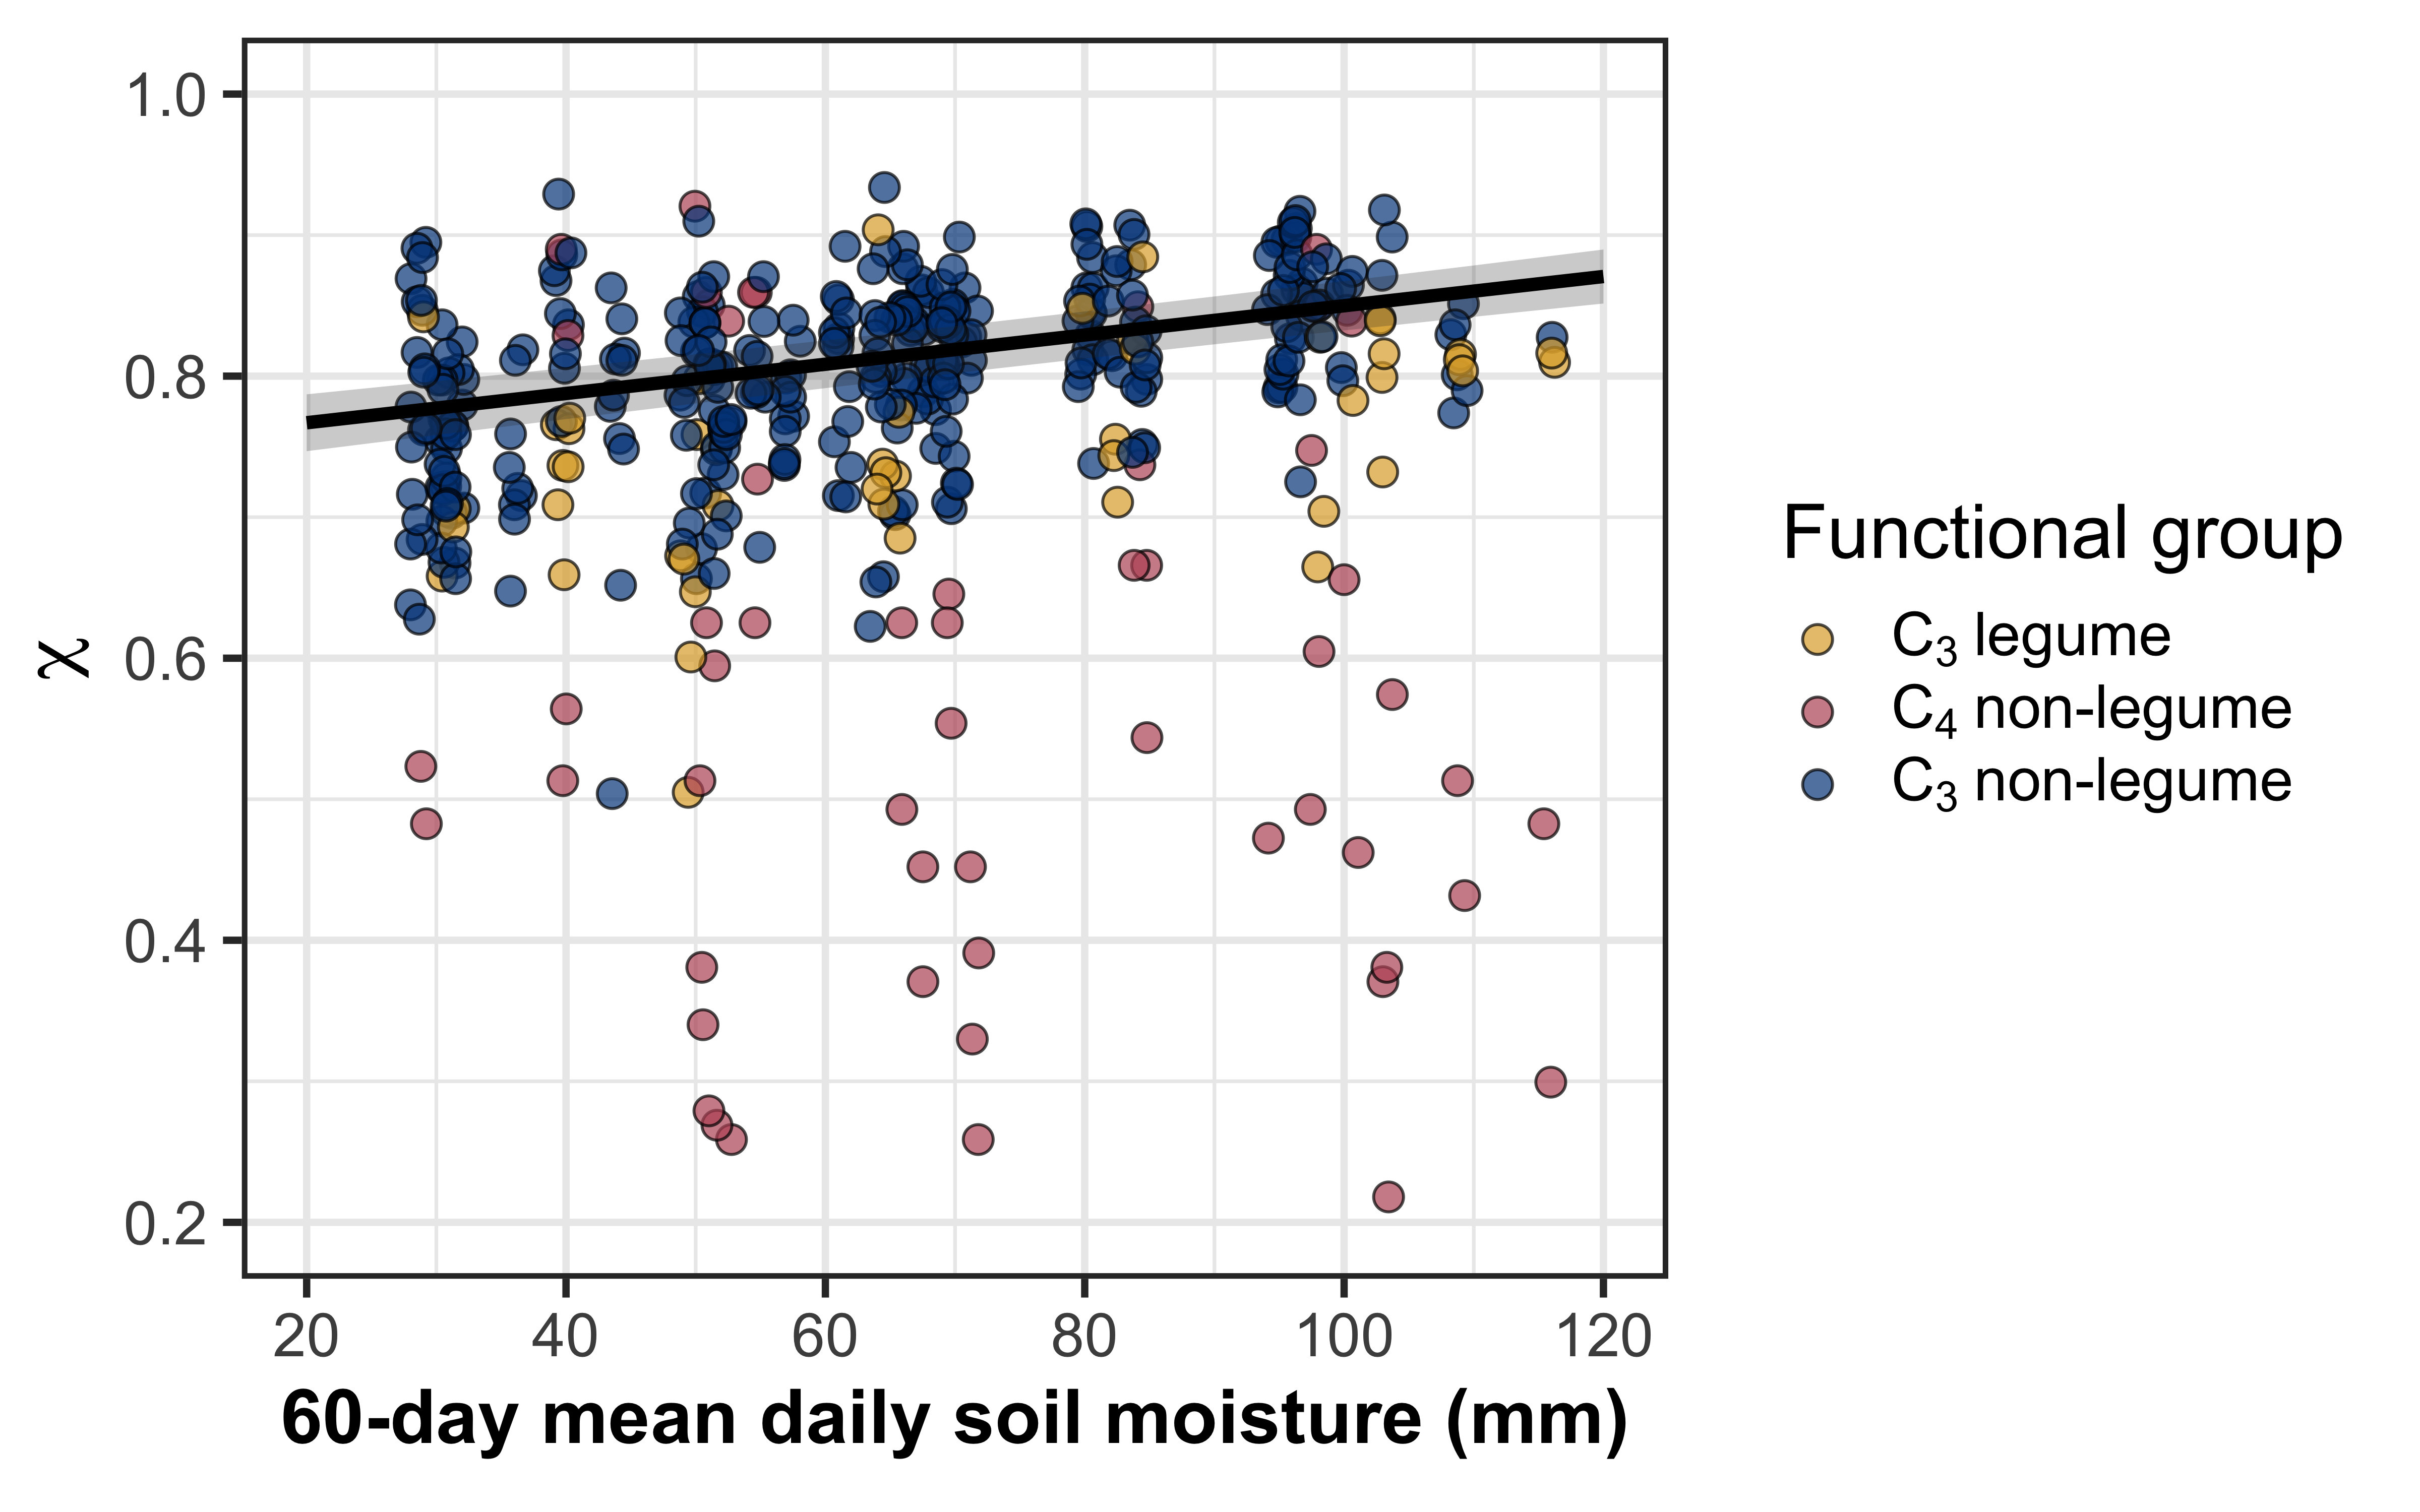 1.0
0.8
0.6
0.4
0.2
χ
20 40 60 80 100 120
60-day mean daily soil moisture (mm)
Functional group
C₃ legume
C₄ non-legume
C₃ non-legume